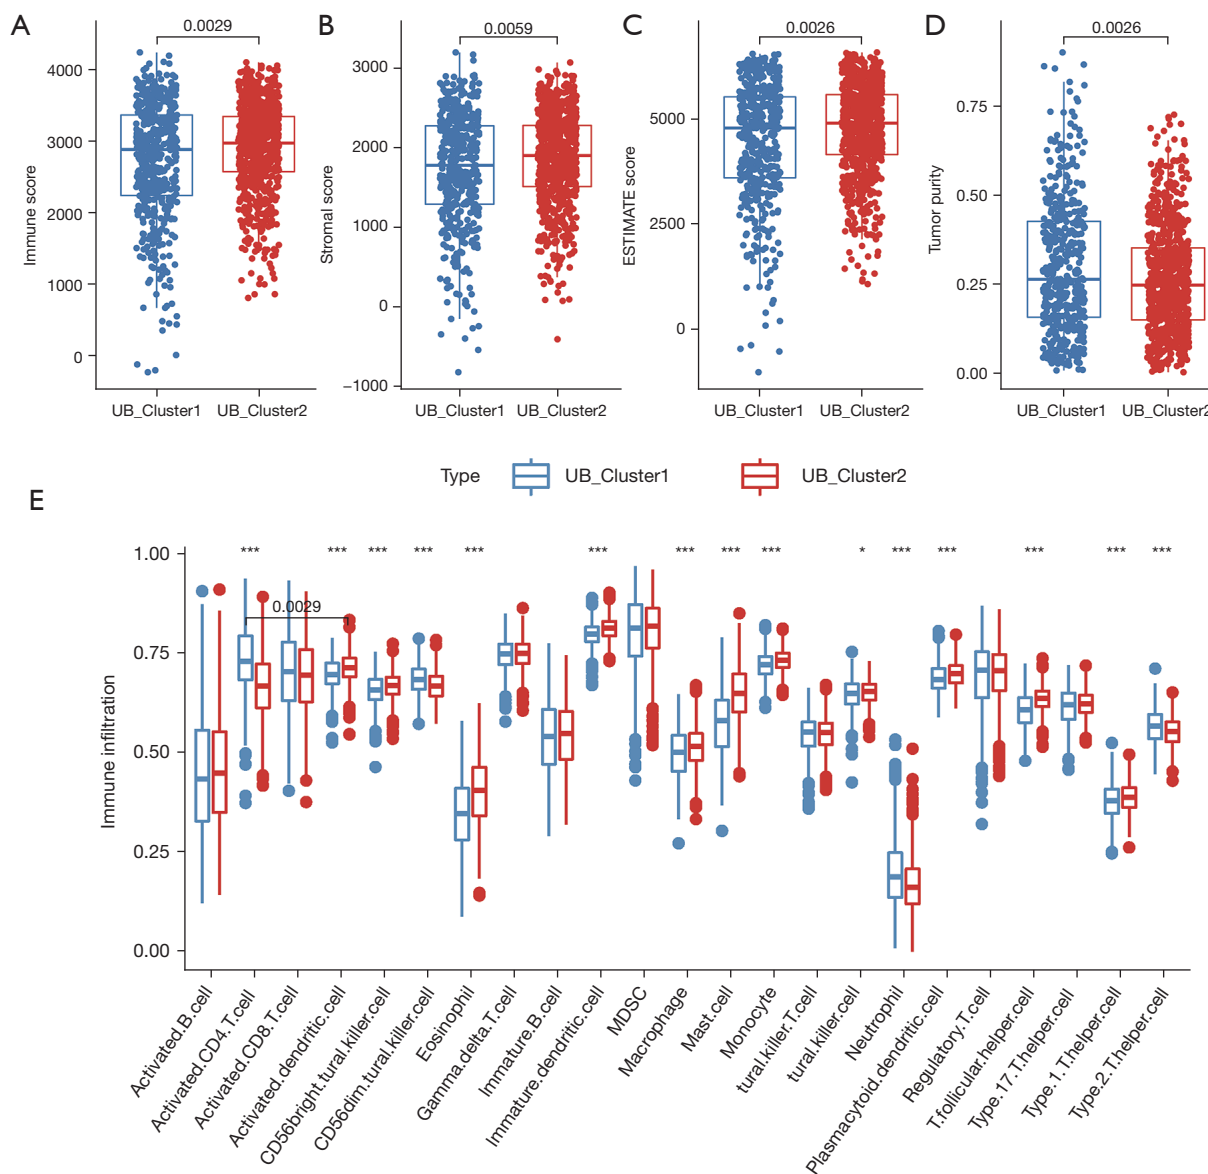 A
B
C
D
0.0029
0.0059
0.0026
0.0026
Immune score
4000
3000
2000
1000
0
UB_Cluster1
UB_Cluster2
Stromal score
3000
2000
1000
0
−1000
UB_Cluster1
UB_Cluster2
ESTIMATE score
5000
2500
0
UB_Cluster1
UB_Cluster2
Tumor purity
0.75
0.50
0.25
0.00
UB_Cluster1
UB_Cluster2
Type
UB_Cluster1
UB_Cluster2
E
Immune infiltration
1.00
0.75
0.50
0.25
0.00
*** *** *** *** *** *** *** *** *** * *** *** *** *** ***
0.0029
Activated.B.cell
Activated.CD4.T.cell
Activated.CD8.T.cell
Activated.dendritic.cell
CD56bright.tural.killer.cell
CD56dim.tural.killer.cell
Eosinophil
Gamma.delta.T.cell
Immature.B.cell
Immature.dendritic.cell
MDSC
Macrophage
Mast.cell
Monocyte
tural.killer.T.cell
tural.killer.cell
Neutrophil
Plasmacytoid.dendritic.cell
Regulatory.T.cell
T.follicular.helper.cell
Type.17.T.helper.cell
Type.1.T.helper.cell
Type.2.T.helper.cell